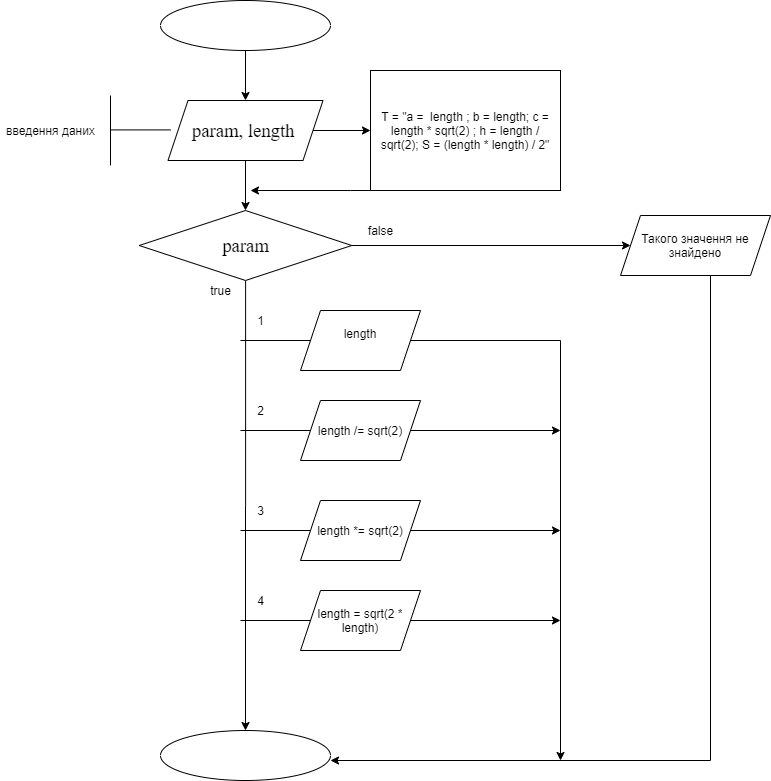 T = "a = length ; b = length; c =
length * sqrt(2) ; h = length /
sqrt(2); S = (length * length) / 2"
введення даних
param, length
param
false
Такого значення не
знайдено
true
1
length
2
length /= sqrt(2)
3
length *= sqrt(2)
4
length = sqrt(2 *
length)